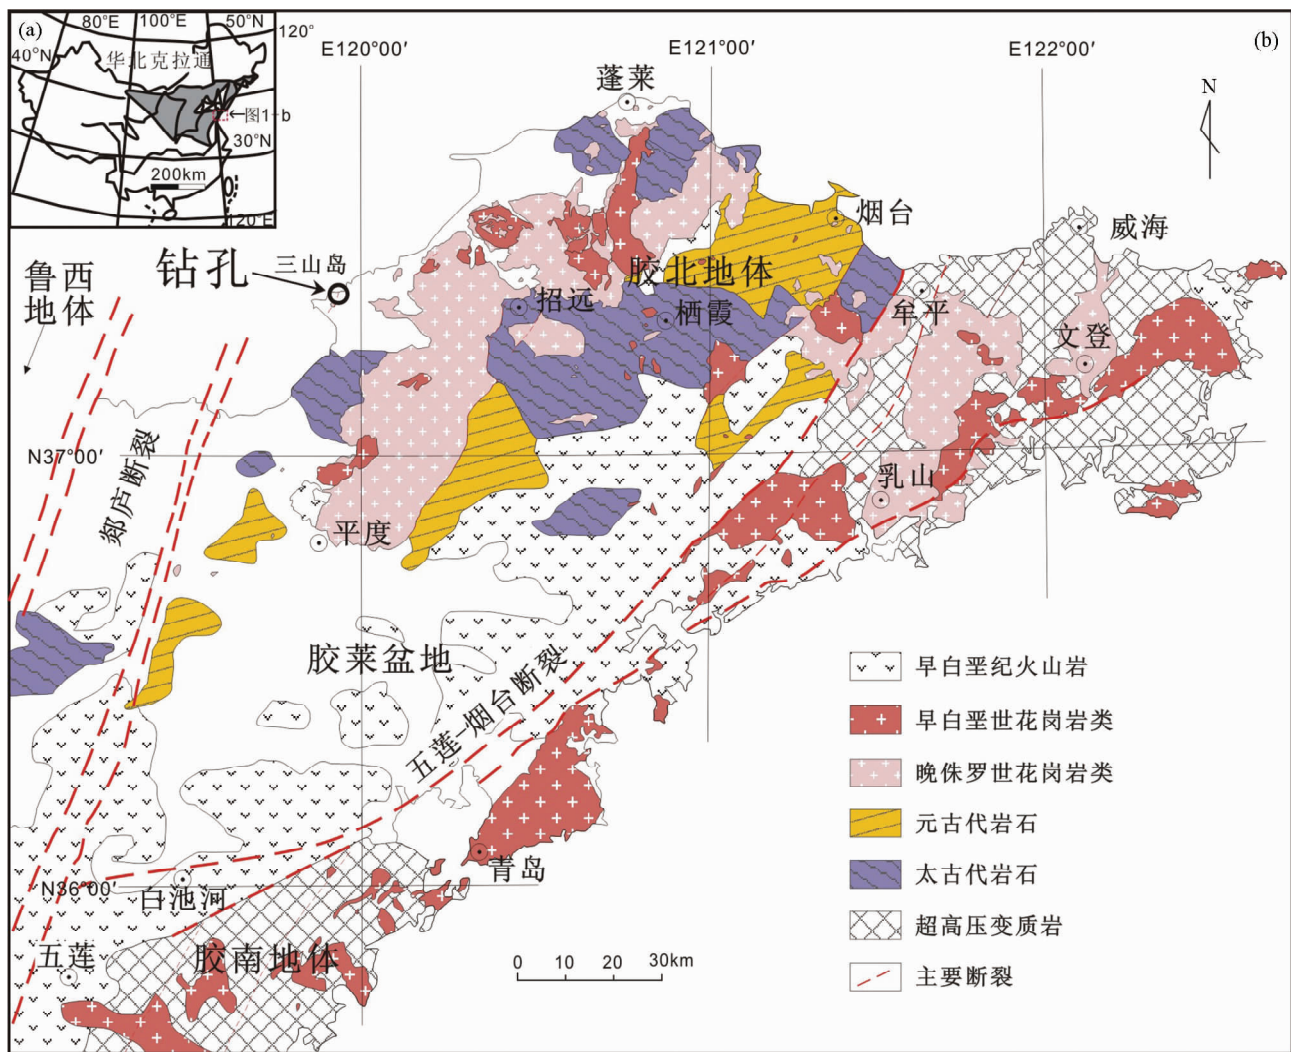 (a)
80°E
100°E
50°N
120°
40°N
华北克拉通
←图1-b
30°N
200km
120°E
E120°00′
E121°00′
E122°00′
(b)
N
蓬莱
烟台
威海
钻孔
三山岛
鲁西
地体
胶北地体
招远
栖霞
牟平
文登
N37°00′
郯庐断裂
乳山
平度
胶莱盆地
五莲-烟台断裂
青岛
N36°00′
白池河
五莲
胶南地体
早白垩纪火山岩
早白垩世花岗岩类
晚侏罗世花岗岩类
元古代岩石
太古代岩石
超高压变质岩
主要断裂
0 10 20 30km